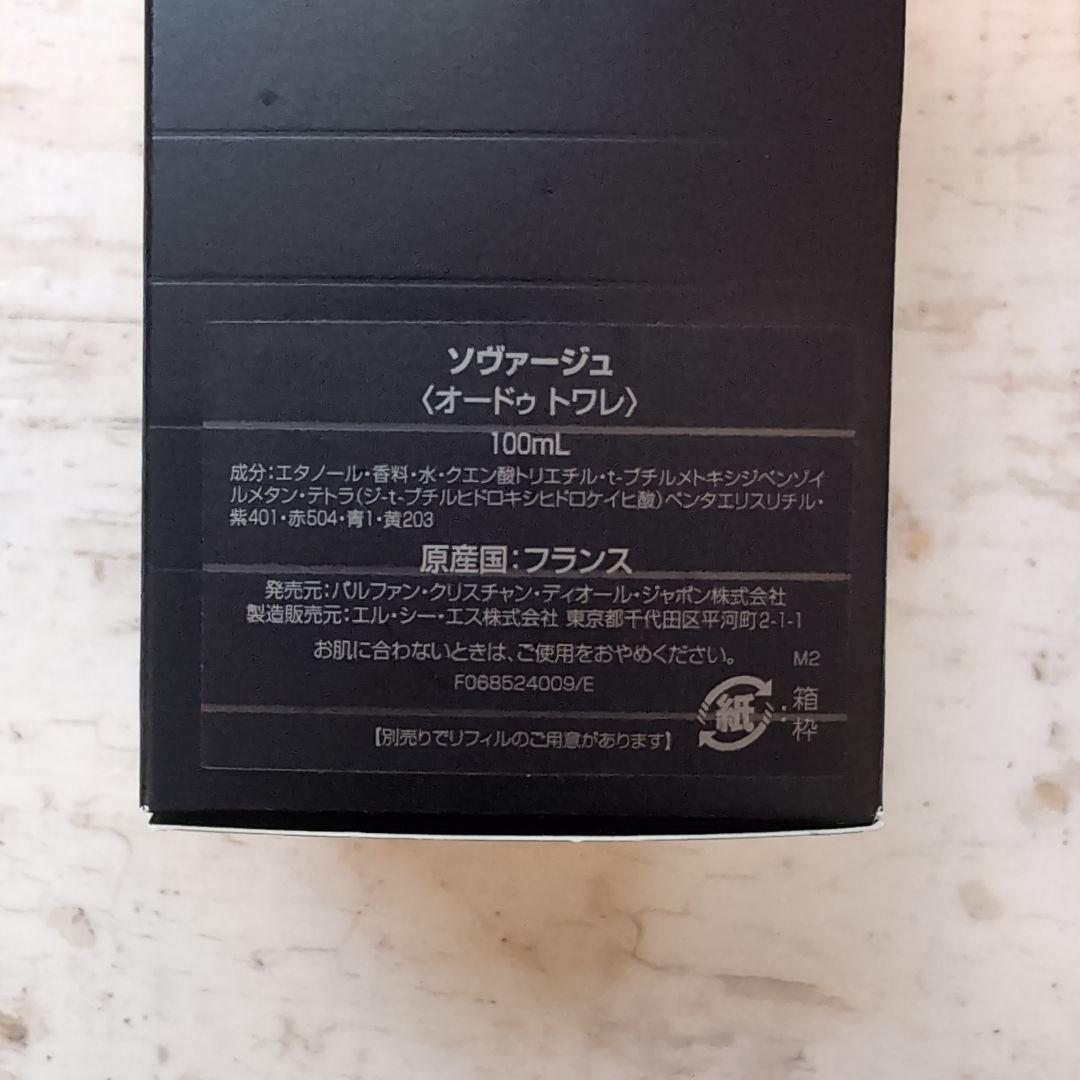 ソヴァージュ
〈オードゥ トワレ〉
100mL
成分:エタノール・香料・水・クエン酸トリエチル・t-ブチルメトキシジベンゾイ
ルメタン・テトラ(ジ-t-ブチルヒドロキシヒドロケイヒ酸)ペンタエリスリチル・
紫401・赤504・青1・黄203
原産国:フランス
発売元:パルファン・クリスチャン・ディオール・ジャポン株式会社
製造販売元:エル・シー・エス株式会社 東京都千代田区平河町2-1-1
お肌に合わないときは、ご使用をおやめください。 M2
F068524009/E
紙:箱
枠
【別売りでリフィルのご用意があります】